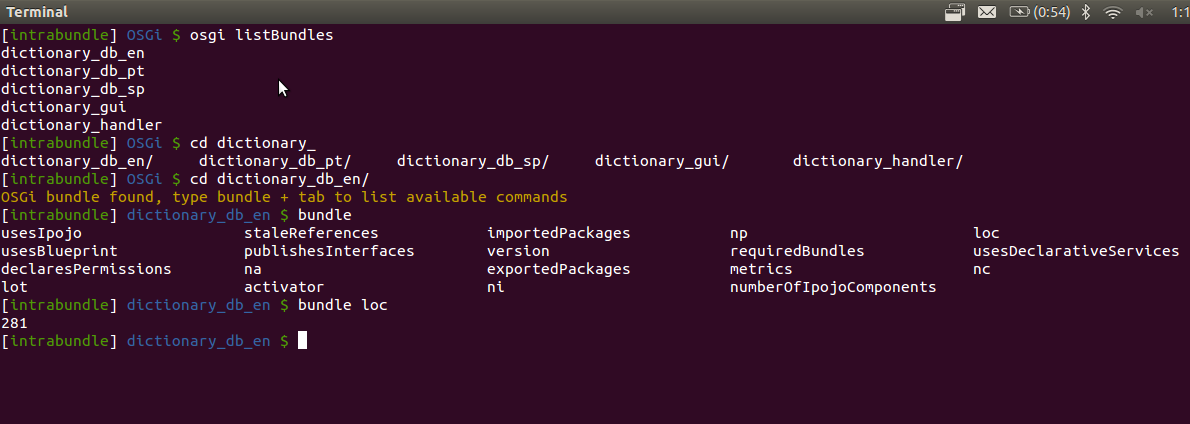 Terminal (0:54) 1:1
[intrabundle] OSGi $ osgi listBundles
dictionary_db_en
dictionary_db_pt
dictionary_db_sp
dictionary_gui
dictionary_handler
[intrabundle] OSGi $ cd dictionary_
dictionary_db_en/ dictionary_db_pt/ dictionary_db_sp/ dictionary_gui/ dictionary_handler/
[intrabundle] OSGi $ cd dictionary_db_en/
OSGi bundle found, type bundle + tab to list available commands
[intrabundle] dictionary_db_en $ bundle
usesIpojo staleReferences importedPackages np loc
usesBlueprint publishesInterfaces version requiredBundles usesDeclarativeServices
declaresPermissions na exportedPackages metrics nc
lot activator ni numberOfIpojoComponents
[intrabundle] dictionary_db_en $ bundle loc
281
[intrabundle] dictionary_db_en $